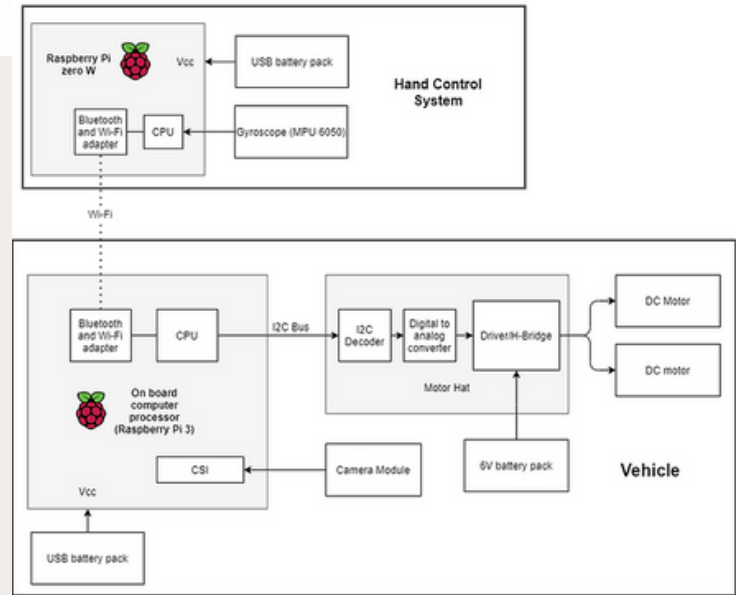 Raspberry Pi
zero W
Vcc
USB battery pack
Hand Control
System
Bluetooth
and Wi-Fi
adapter
CPU
Gyroscope (MPU 6050)
Wi-Fi
Bluetooth
and Wi-Fi
adapter
CPU
I2C Bus
I2C
Decoder
Digital to
analog
converter
Driver/H-Bridge
DC Motor
DC motor
Motor Hat
On board
computer
processor
(Raspberry Pi 3)
CSI
Camera Module
6V battery pack
Vehicle
Vcc
USB battery pack